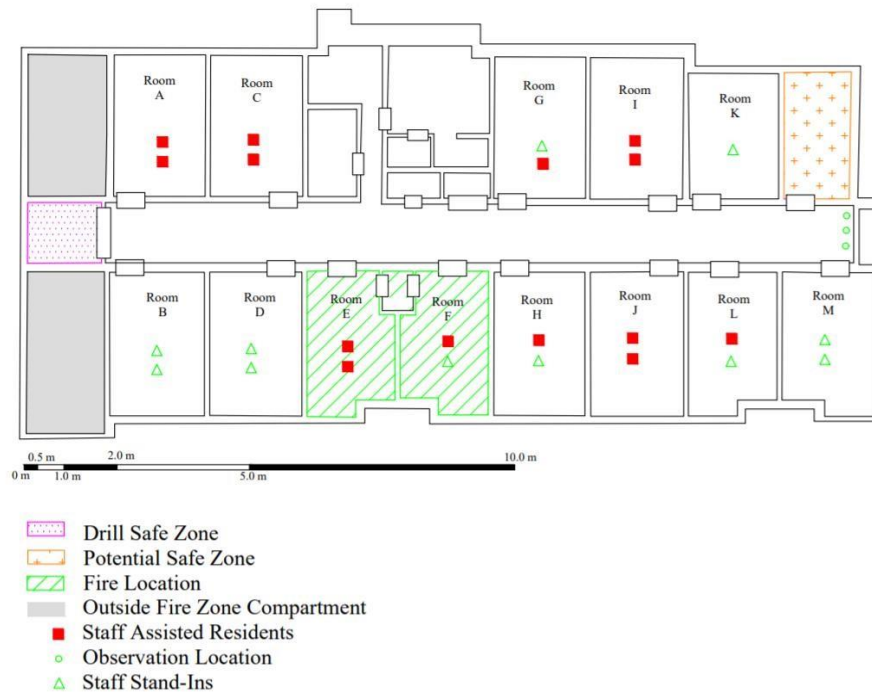 Room
A
Room
C
Room
G
Room
I
Room
K
Room
B
Room
D
Room
E
Room
F
Room
H
Room
J
Room
L
Room
M
0 m
0.5 m
1.0 m
2.0 m
5.0 m
10.0 m
Drill Safe Zone
Potential Safe Zone
Fire Location
Outside Fire Zone Compartment
Staff Assisted Residents
Observation Location
Staff Stand-Ins